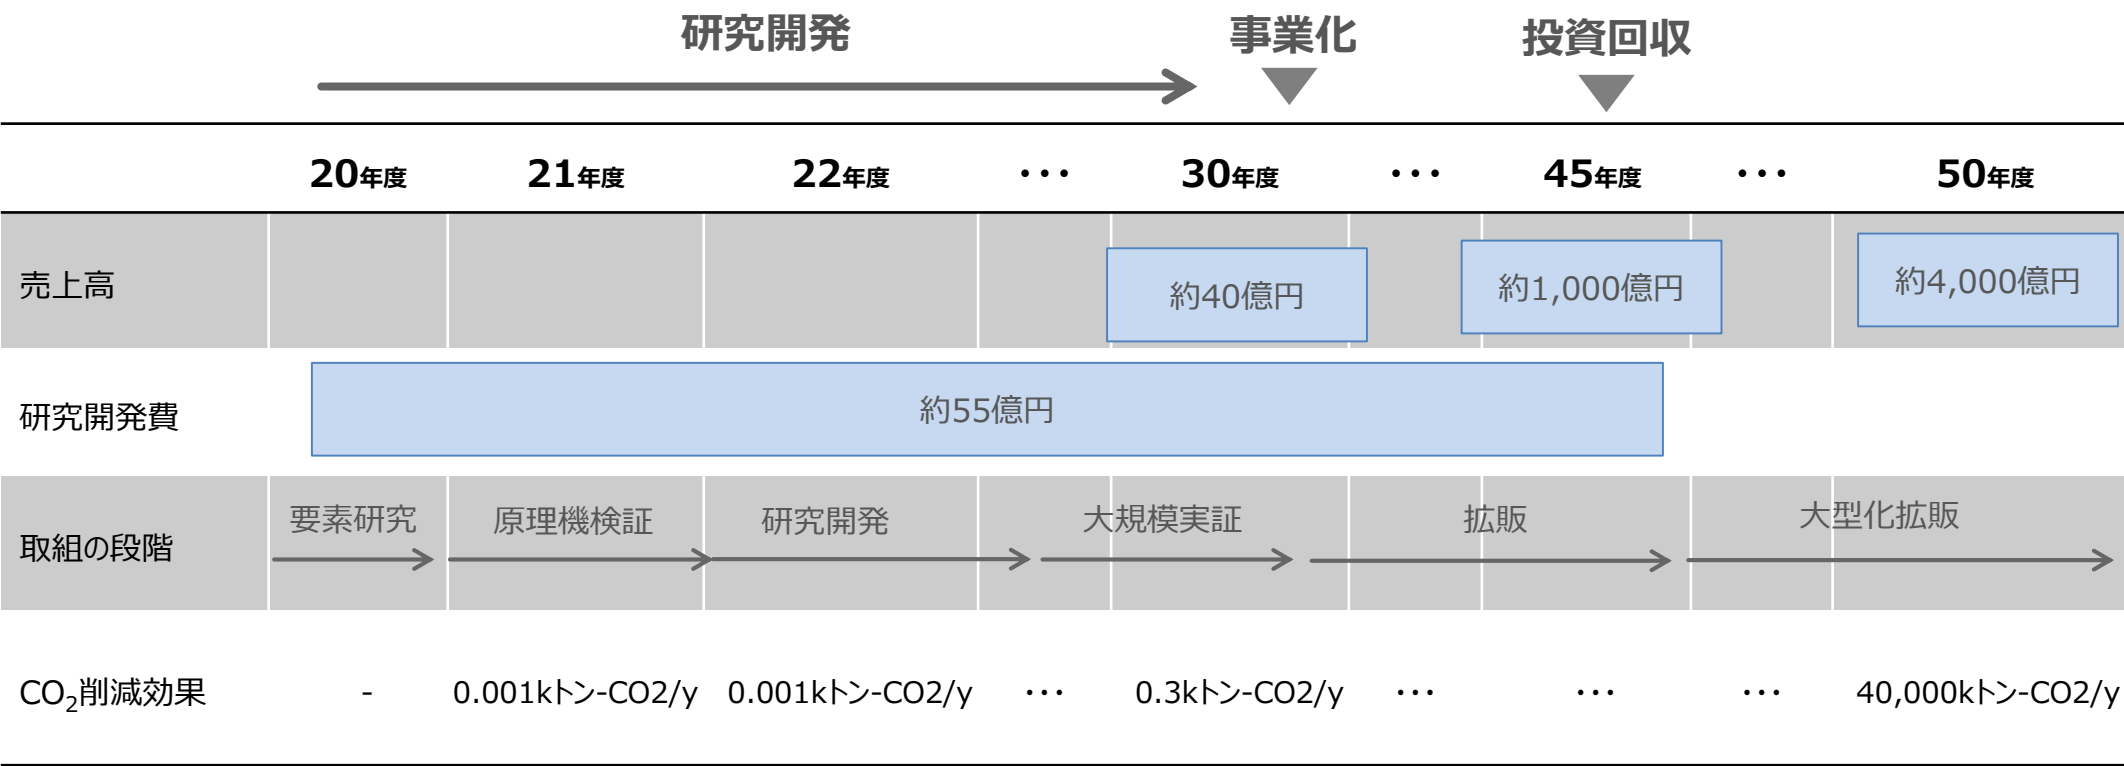 研究開発 事業化 投資回収
20年度 21年度 22年度 ・・・ 30年度 ・・・ 45年度 ・・・ 50年度
売上高 約40億円 約1,000億円 約4,000億円
研究開発費 約55億円
取組の段階 要素研究 原理機検証 研究開発 大規模実証 拡販 大型化拡販
CO₂削減効果 - 0.001kトン-CO2/y 0.001kトン-CO2/y ・・・ 0.3kトン-CO2/y ・・・ ・・・ ・・・ 40,000kトン-CO2/y